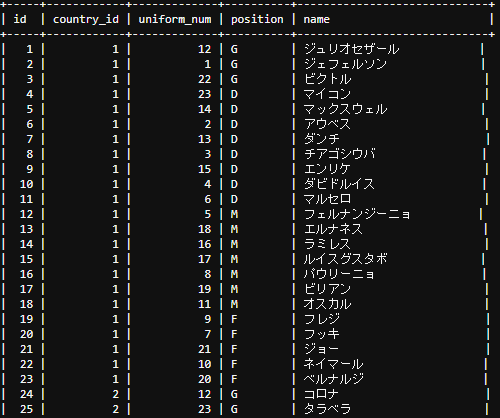 id | country_id | uniform_num | position | name |
1 | 1 | 12 | G | ジュリオセザール |
2 | 1 | 1 | G | ジェフェルソン |
3 | 1 | 22 | G | ビクトル |
4 | 1 | 23 | D | マイコン |
5 | 1 | 14 | D | マックスウェル |
6 | 1 | 2 | D | アウベス |
7 | 1 | 13 | D | ダンチ |
8 | 1 | 3 | D | チアゴシウバ |
9 | 1 | 15 | D | エンリケ |
10 | 1 | 4 | D | ダビドルイス |
11 | 1 | 6 | D | マルセロ |
12 | 1 | 5 | M | フェルナンジーニョ |
13 | 1 | 18 | M | エルナネス |
14 | 1 | 16 | M | ラミレス |
15 | 1 | 17 | M | ルイスグスタボ |
16 | 1 | 8 | M | パウリーニョ |
17 | 1 | 19 | M | ビリアン |
18 | 1 | 11 | M | オスカル |
19 | 1 | 9 | F | フレジ |
20 | 1 | 7 | F | フッキ |
21 | 1 | 21 | F | ジョー |
22 | 1 | 10 | F | ネイマール |
23 | 1 | 20 | F | ベルナルジ |
24 | 2 | 12 | G | コロナ |
25 | 2 | 23 | G | タラベラ |